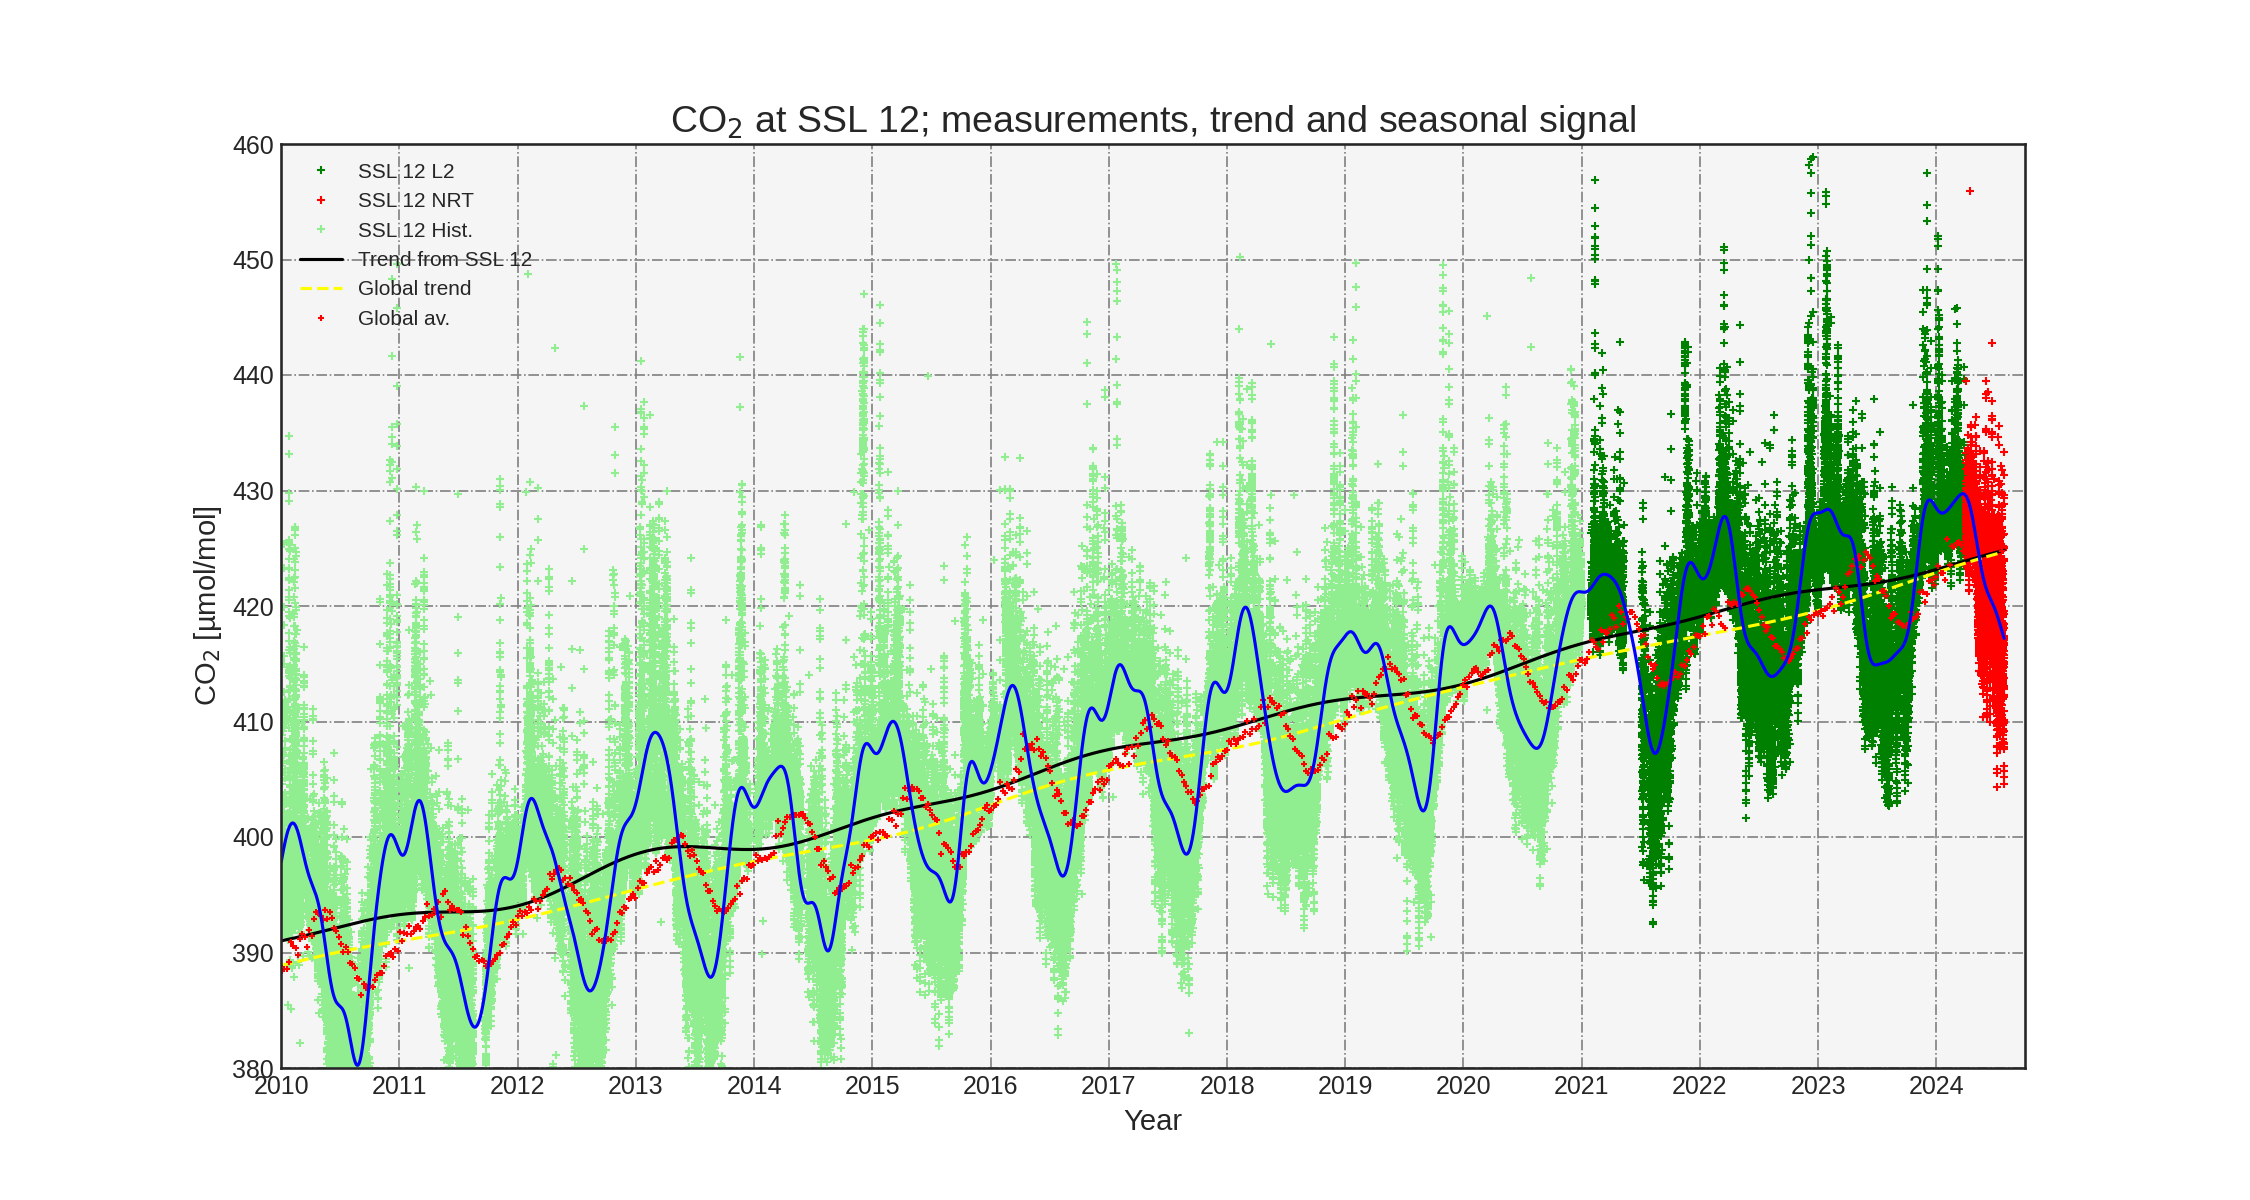 CO₂ at SSL 12; measurements, trend and seasonal signal
460
450
440
430
420
410
400
390
380
CO₂ [µmol/mol]
SSL 12 L2
SSL 12 NRT
SSL 12 Hist.
Trend from SSL 12
Global trend
Global av.
2010 2011 2012 2013 2014 2015 2016 2017 2018 2019 2020 2021 2022 2023 2024
Year